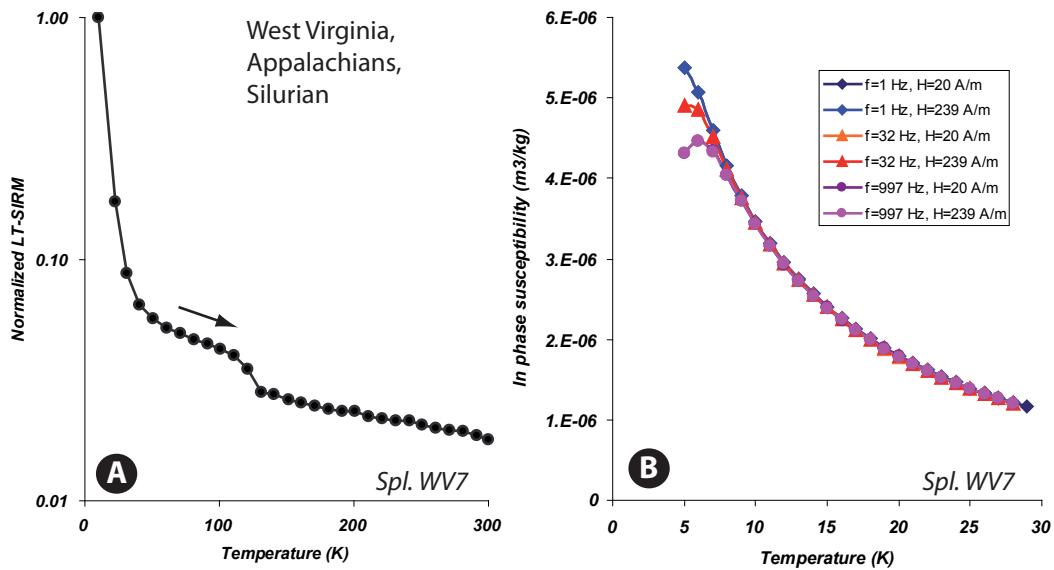 West Virginia,
Appalachians,
Silurian
1.00
0.10
0.01
Normalized LT-SIRM
A
Spl. WV7
0 100 200 300
Temperature (K)
6.E-06
5.E-06
4.E-06
3.E-06
2.E-06
1.E-06
0
In phase susceptibility (m3/kg)
f=1 Hz, H=20 A/m
f=1 Hz, H=239 A/m
f=32 Hz, H=20 A/m
f=32 Hz, H=239 A/m
f=997 Hz, H=20 A/m
f=997 Hz, H=239 A/m
B
Spl. WV7
0 5 10 15 20 25 30
Temperature (K)